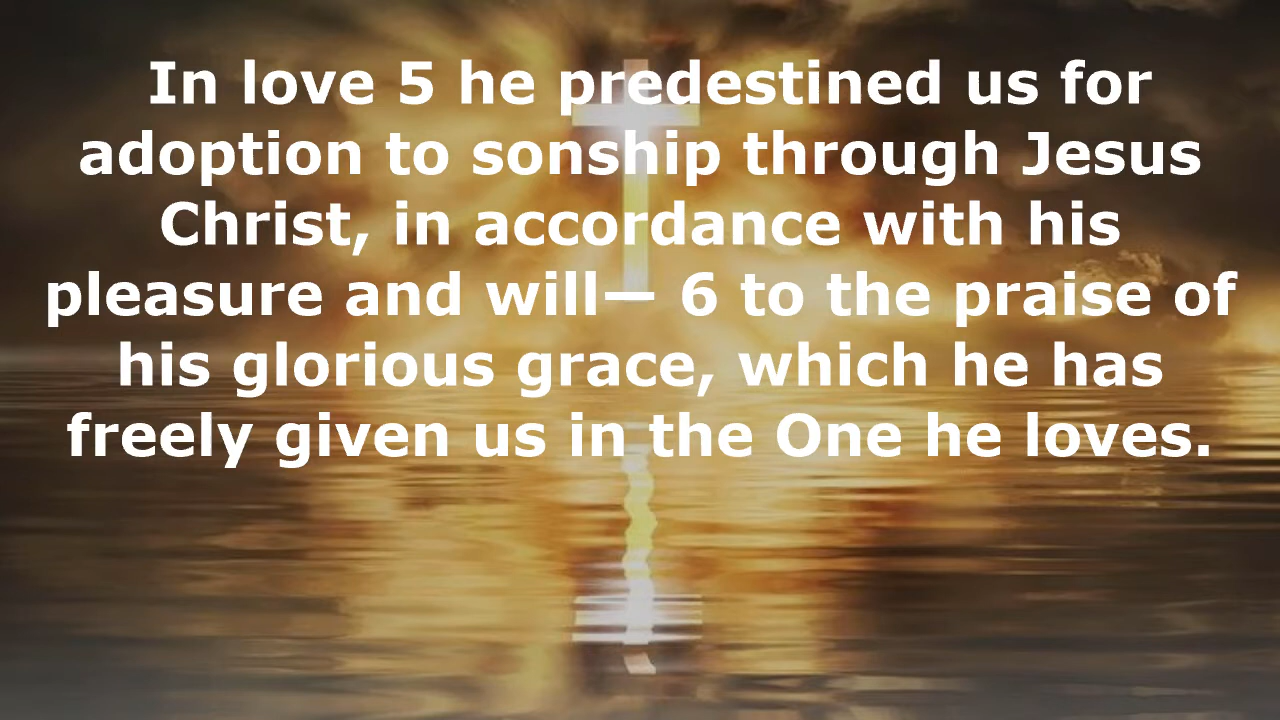 In love 5 he predestined us for
adoption to sonship through Jesus
Christ, in accordance with his
pleasure and will— 6 to the praise of
his glorious grace, which he has
freely given us in the One he loves.